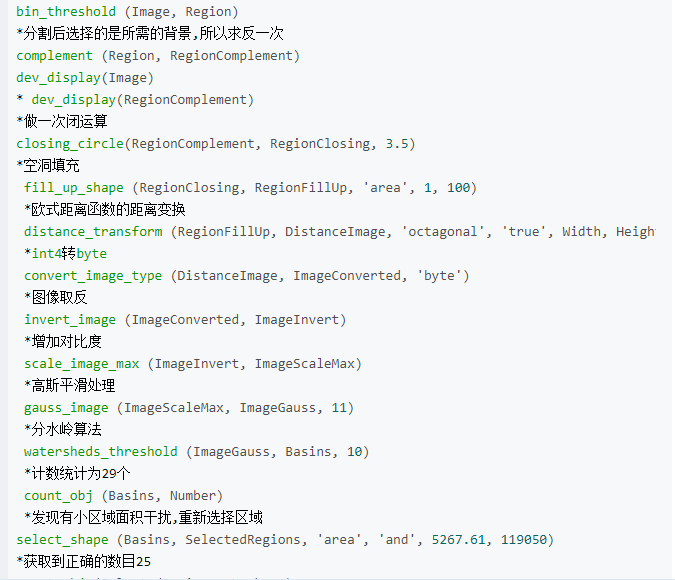 bin_threshold (Image, Region)
*分割后选择的是所需的背景,所以求反一次
complement (Region, RegionComplement)
dev_display(Image)
* dev_display(RegionComplement)
*做一次闭运算
closing_circle(RegionComplement, RegionClosing, 3.5)
*空洞填充
fill_up_shape (RegionClosing, RegionFillUp, 'area', 1, 100)
*欧式距离函数的距离变换
distance_transform (RegionFillUp, DistanceImage, 'octagonal', 'true', Width, Heigh
*int4转byte
convert_image_type (DistanceImage, ImageConverted, 'byte')
*图像取反
invert_image (ImageConverted, ImageInvert)
*增加对比度
scale_image_max (ImageInvert, ImageScaleMax)
*高斯平滑处理
gauss_image (ImageScaleMax, ImageGauss, 11)
*分水岭算法
watersheds_threshold (ImageGauss, Basins, 10)
*计数统计为29个
count_obj (Basins, Number)
*发现有小区域面积干扰,重新选择区域
select_shape (Basins, SelectedRegions, 'area', 'and', 5267.61, 119050)
*获取到正确的数目25